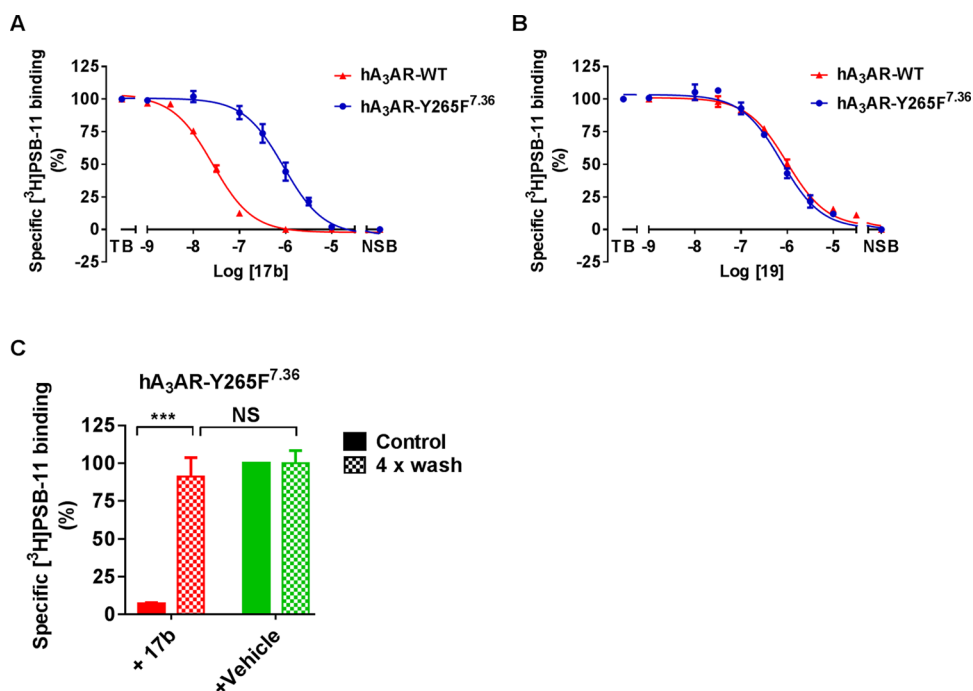 A
Specific [³H]PSB-11 binding
(%)
125
100
75
50
25
0
-25
TB
-9
-8
-7
-6
-5
NSB
Log [17b]
hA₃AR-WT
hA₃AR-Y265F⁷·³⁶
B
Specific [³H]PSB-11 binding
(%)
125
100
75
50
25
0
-25
TB
-9
-8
-7
-6
-5
NSB
Log [19]
hA₃AR-WT
hA₃AR-Y265F⁷·³⁶
C
hA₃AR-Y265F⁷·³⁶
Specific [³H]PSB-11 binding
(%)
125
100
75
50
25
0
***
NS
+ 17b
+Vehicle
Control
4 x wash